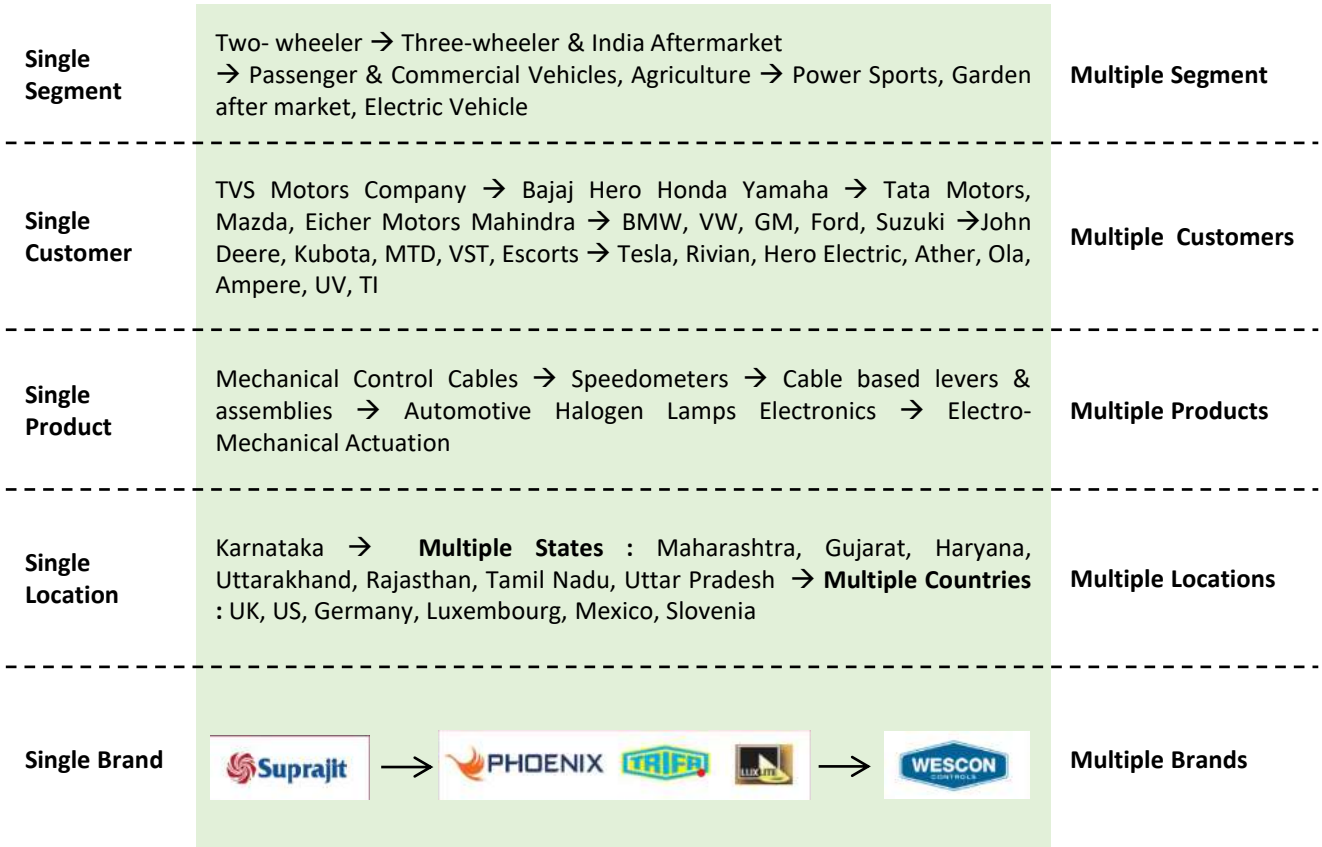 Single
Segment
Two- wheeler → Three-wheeler & India Aftermarket
→ Passenger & Commercial Vehicles, Agriculture → Power Sports, Garden
after market, Electric Vehicle
Multiple Segment
Single
Customer
TVS Motors Company → Bajaj Hero Honda Yamaha → Tata Motors,
Mazda, Eicher Motors Mahindra → BMW, VW, GM, Ford, Suzuki →John
Deere, Kubota, MTD, VST, Escorts → Tesla, Rivian, Hero Electric, Ather, Ola,
Ampere, UV, TI
Multiple Customers
Single
Product
Mechanical Control Cables → Speedometers → Cable based levers &
assemblies → Automotive Halogen Lamps Electronics → Electro-
Mechanical Actuation
Multiple Products
Single
Location
Karnataka → Multiple States : Maharashtra, Gujarat, Haryana,
Uttarakhand, Rajasthan, Tamil Nadu, Uttar Pradesh → Multiple Countries
: UK, US, Germany, Luxembourg, Mexico, Slovenia
Multiple Locations
Single Brand
Suprajit → PHOENIX TRIFA LUXLITE → WESCON
CONTROLS
Multiple Brands